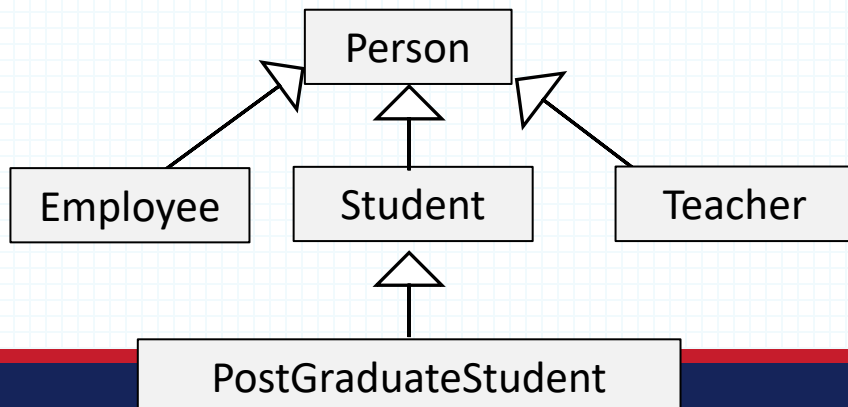 Person
Employee
Student
Teacher
PostGraduateStudent